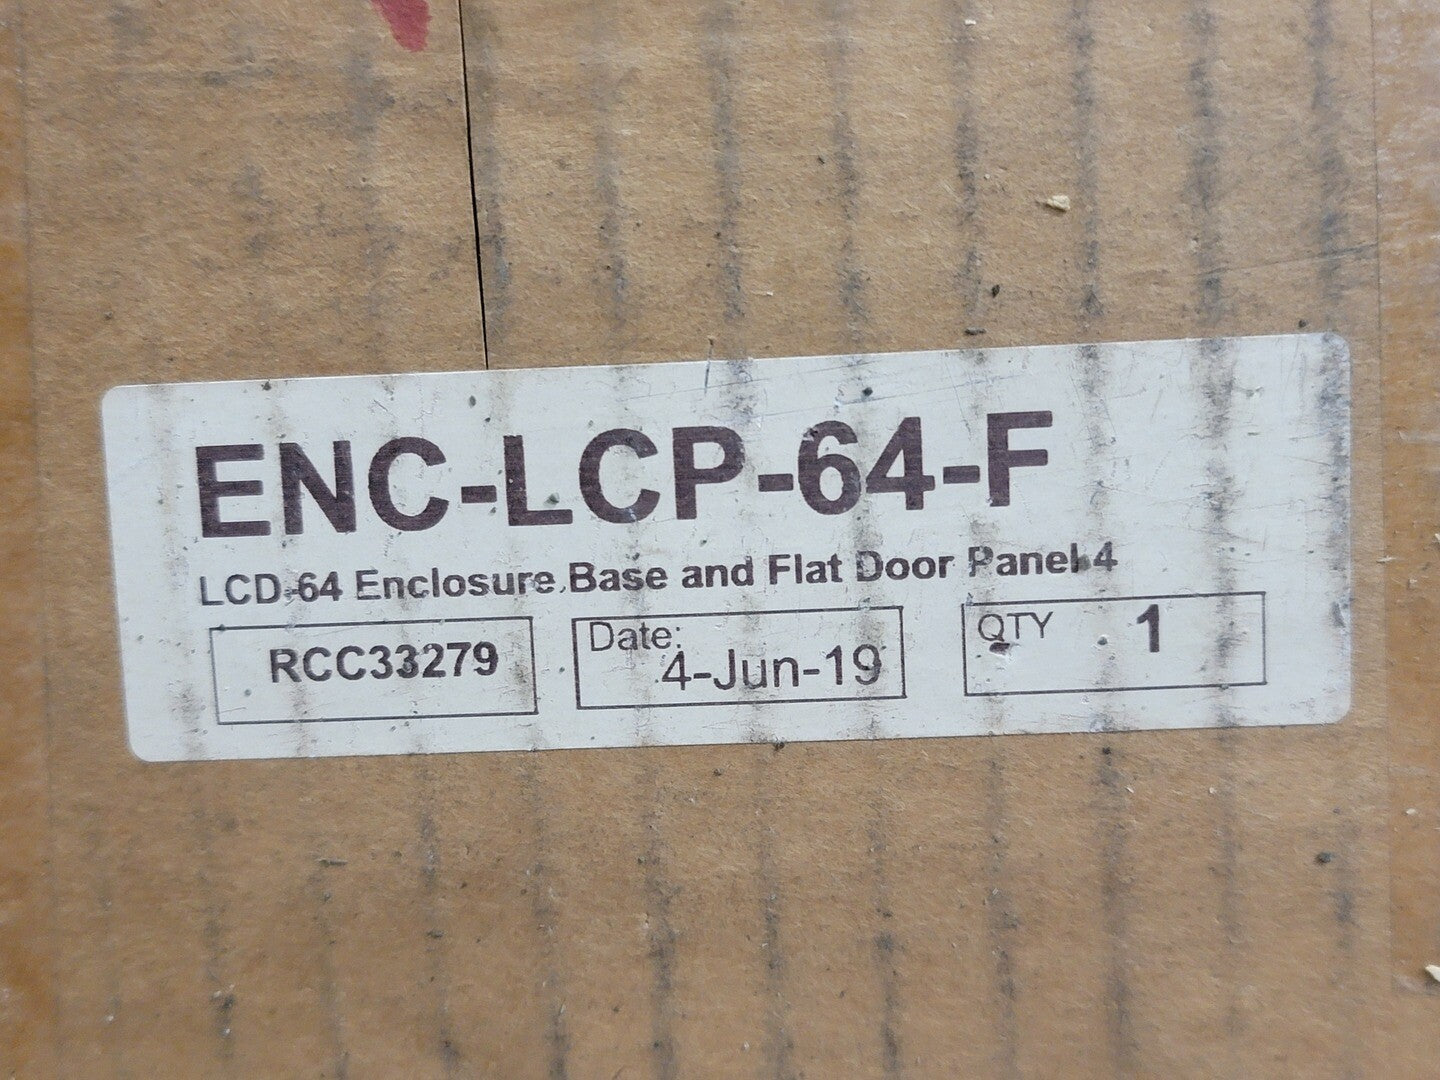 ENC-LCP-64-F
LCD-64 Enclosure Base and Flat Door Panel 4
RCC33279
Date:
4-Jun-19
QTY 1